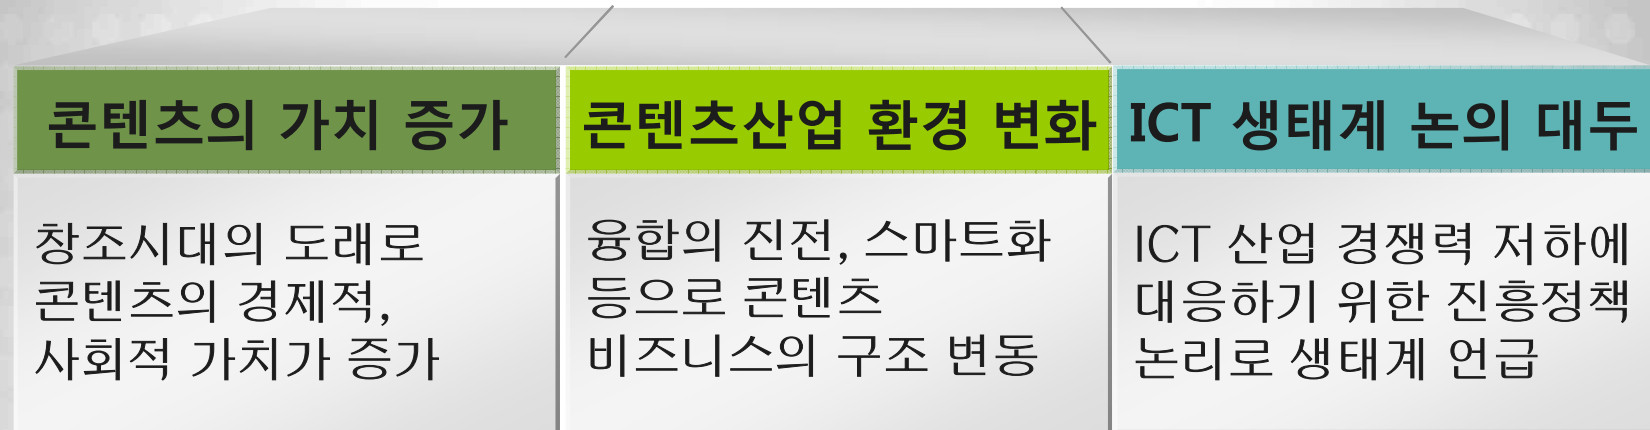 콘텐츠의 가치 증가
창조시대의 도래로
콘텐츠의 경제적,
사회적 가치가 증가
콘텐츠산업 환경 변화
융합의 진전, 스마트화
등으로 콘텐츠
비즈니스의 구조 변동
ICT 생태계 논의 대두
ICT 산업 경쟁력 저하에
대응하기 위한 진흥정책
논리로 생태계 언급